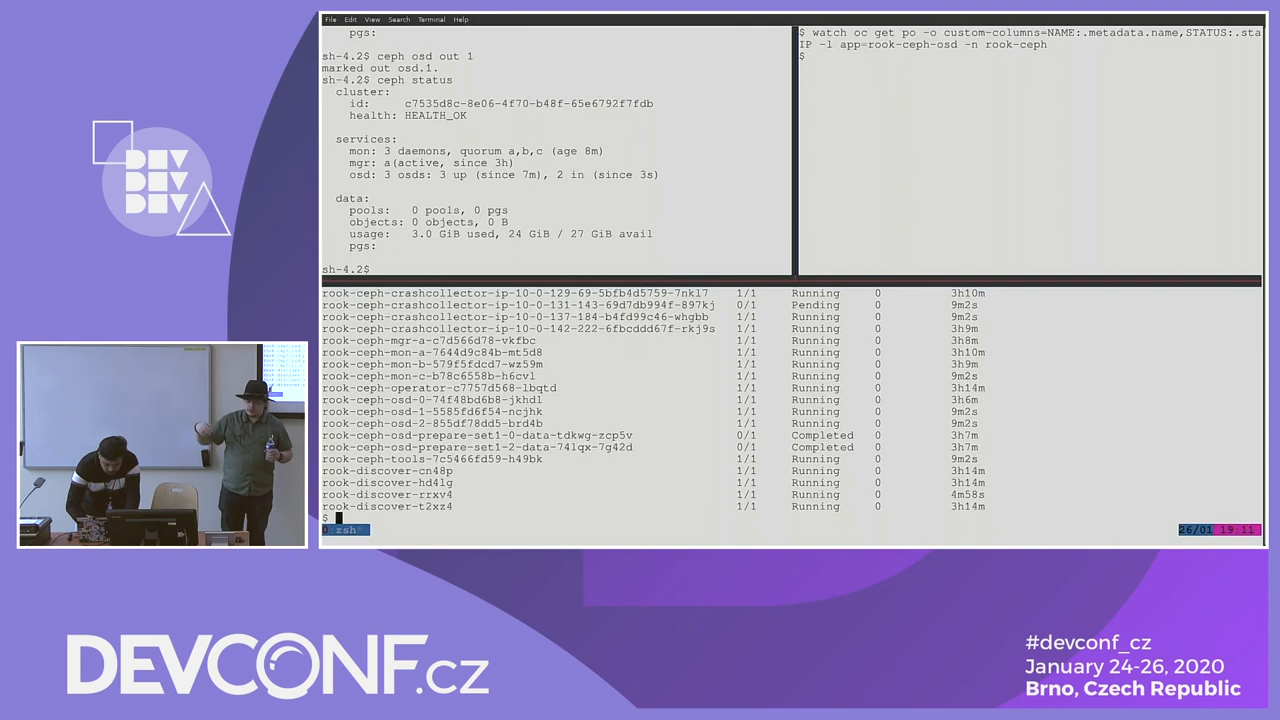 DEV
DEV
DEV
File Edit View Search Terminal Help
pgs:
sh-4.2$ ceph osd out 1
marked out osd.1.
sh-4.2$ ceph status
cluster:
id: c7535d8c-8e06-4f70-b48f-65e6792f7fdb
health: HEALTH_OK
services:
mon: 3 daemons, quorum a,b,c (age 8m)
mgr: a(active, since 3h)
osd: 3 osds: 3 up (since 7m), 2 in (since 3s)
data:
pools: 0 pools, 0 pgs
objects: 0 objects, 0 B
usage: 3.0 GiB used, 24 GiB / 27 GiB avail
pgs:
sh-4.2$
$ watch oc get po -o custom-columns=NAME:.metadata.name,STATUS:.sta
IP -l app=rook-ceph-osd -n rook-ceph
$
rook-ceph-crashcollector-ip-10-0-129-69-5bfb4d5759-7nkl7 1/1 Running 0 3h10m
rook-ceph-crashcollector-ip-10-0-131-143-69d7db994f-897kj 0/1 Pending 0 9m2s
rook-ceph-crashcollector-ip-10-0-137-184-b4fd99c46-whgbb 1/1 Running 0 9m2s
rook-ceph-crashcollector-ip-10-0-142-222-6fbcddd67f-rkj9s 1/1 Running 0 3h9m
rook-ceph-mgr-a-c7d566d78-vkfbc 1/1 Running 0 3h8m
rook-ceph-mon-a-7644d9c84b-mt5d8 1/1 Running 0 3h10m
rook-ceph-mon-b-579f5fdcd7-wz59m 1/1 Running 0 3h9m
rook-ceph-mon-c-b78c6558b-h6cvl 1/1 Running 0 9m2s
rook-ceph-operator-c7757d568-lbqtd 1/1 Running 0 3h14m
rook-ceph-osd-0-74f48bd6b8-jkhdl 1/1 Running 0 3h6m
rook-ceph-osd-1-5585fd6f54-ncjhk 1/1 Running 0 9m2s
rook-ceph-osd-2-855df78dd5-brd4b 1/1 Running 0 9m2s
rook-ceph-osd-prepare-set1-0-data-tdkwg-zcp5v 0/1 Completed 0 3h7m
rook-ceph-osd-prepare-set1-2-data-74lqx-7g42d 0/1 Completed 0 3h7m
rook-ceph-tools-7c5466fd59-h49bk 1/1 Running 0 9m2s
rook-discover-cn48p 1/1 Running 0 3h14m
rook-discover-hd4lg 1/1 Running 0 3h14m
rook-discover-rrxv4 1/1 Running 0 4m58s
rook-discover-t2xz4 1/1 Running 0 3h14m
$
0 zsh* 26/01 19:11
DEVCONF.cz
#devconf_cz
January 24-26, 2020
Brno, Czech Republic